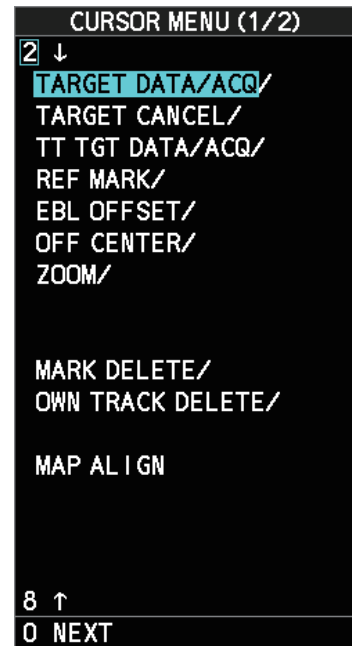 CURSOR MENU (1/2)
2 ↓
TARGET DATA/ACQ/
TARGET CANCEL/
TT TGT DATA/ACQ/
REF MARK/
EBL OFFSET/
OFF CENTER/
ZOOM/
MARK DELETE/
OWN TRACK DELETE/
MAP ALIGN
8 ↑
0 NEXT